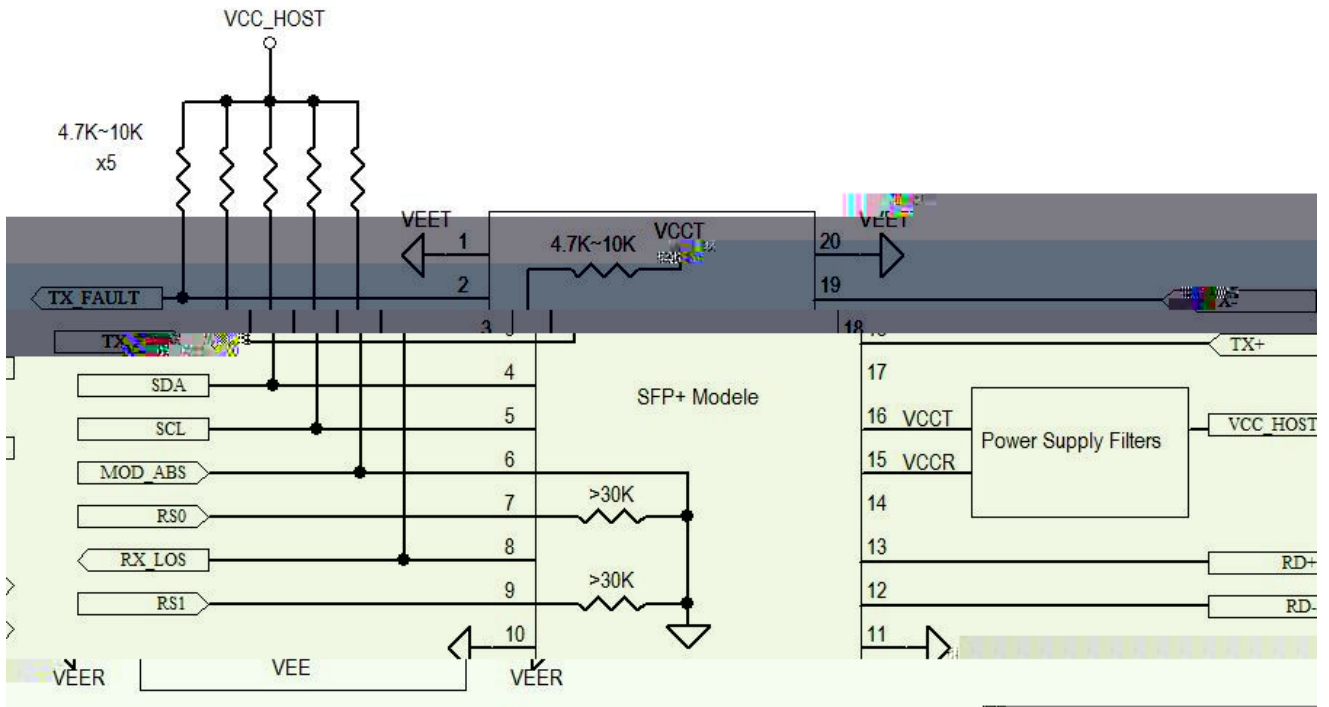 VCC_HOST
4.7K~10K
x5
VEET
1
4.7K~10K
VCCT
20
VEET
TX_FAULT
2
19
3
18
TX+
SDA
4
17
SFP+ Modele
SCL
5
16
VCCT
Power Supply Filters
VCC_HOST
MOD_ABS
6
15
VCCR
RS0
7
>30K
14
RX_LOS
8
13
RD+
RS1
9
>30K
12
RD-
10
11
VEER
VEE
VEER